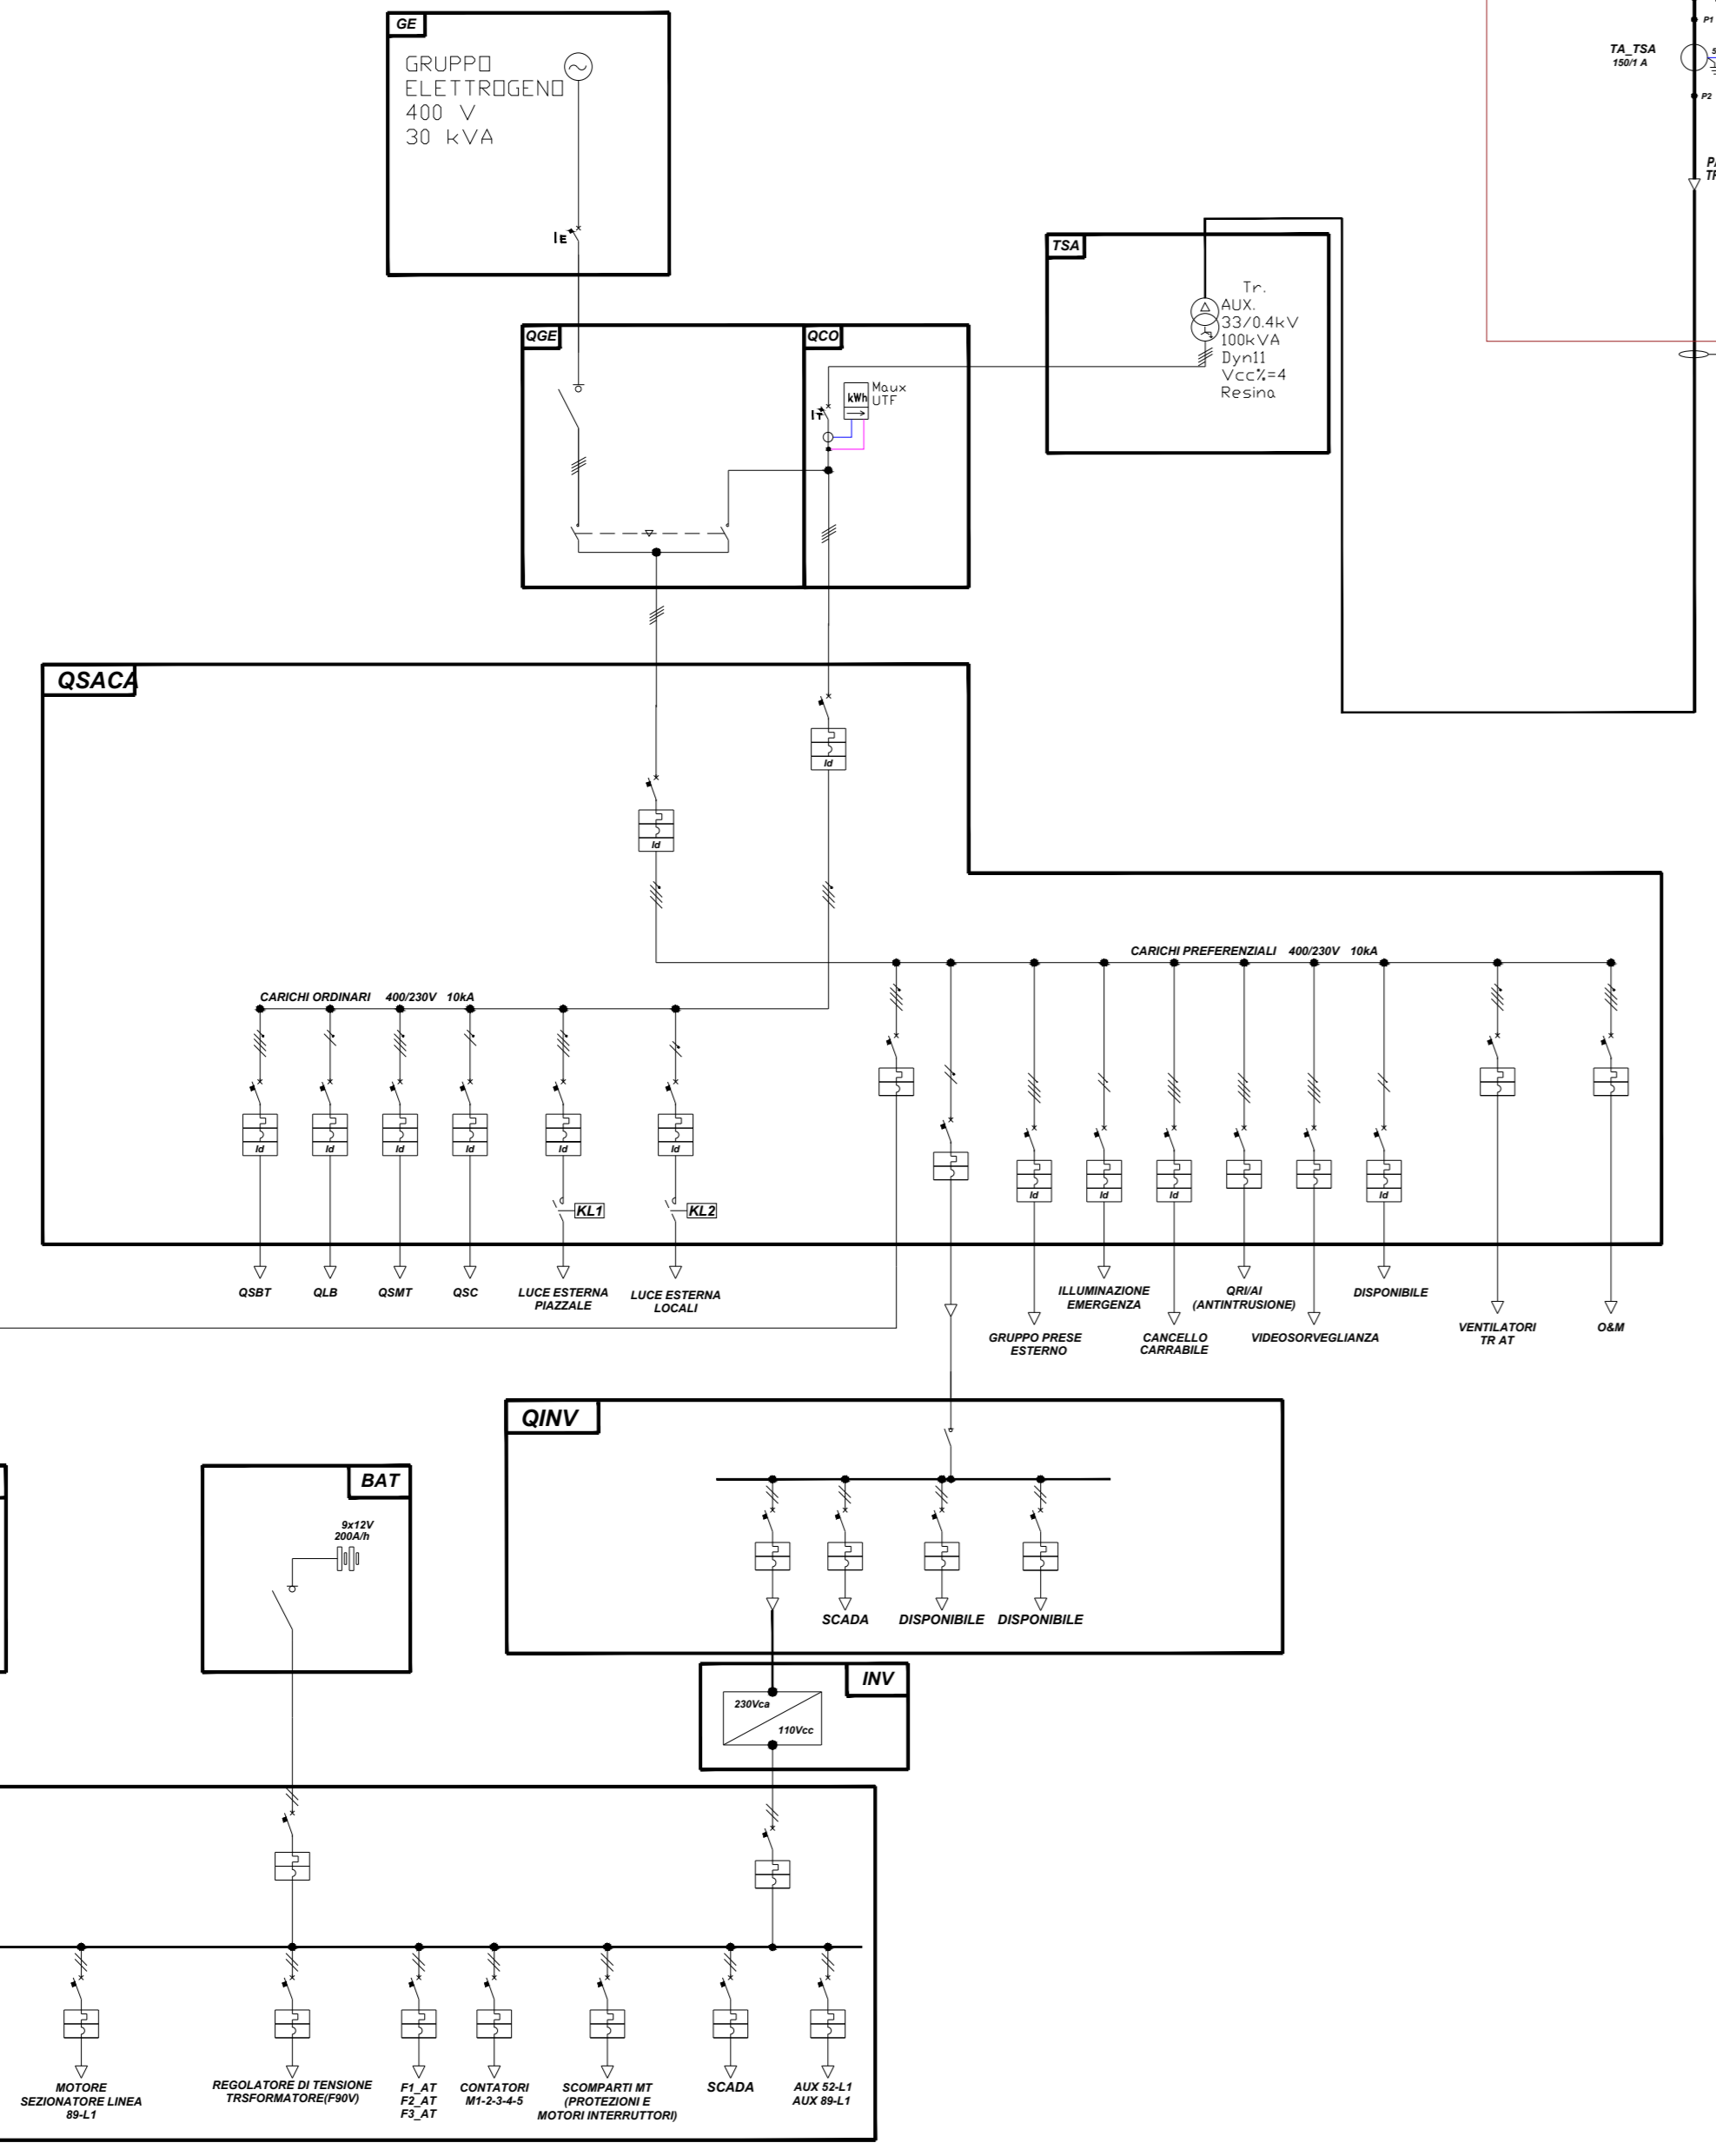 GE
GRUPPO
ELETTROGENO
400 V
30 kVA
IE
P1
TA_TSA
150/1 A
P2
TSA
Tr.
AUX.
33/0.4kV
100kVA
Dyn11
Vcc%=4
Resina
QGE
QCO
Maux
UTF
kWh
IT
QSACA
Id
Id
CARICHI PREFERENZIALI 400/230V 10kA
CARICHI ORDINARI 400/230V 10kA
Id
Id
Id
Id
Id
Id
Id
Id
Id
Id
KL1
KL2
QSBT
QLB
QSMT
QSC
LUCE ESTERNA
PIAZZALE
LUCE ESTERNA
LOCALI
GRUPPO PRESE
ESTERNO
ILLUMINAZIONE
EMERGENZA
CANCELLO
CARRABILE
QRI/AI
(ANTINTRUSIONE)
VIDEOSORVEGLIANZA
DISPONIBILE
VENTILATORI
TR AT
O&M
QINV
SCADA
DISPONIBILE
DISPONIBILE
BAT
9x12V
200A/h
INV
230Vca
110Vcc
MOTORE
SEZIONATORE LINEA
89-L1
REGOLATORE DI TENSIONE
TRSFORMATORE(F90V)
F1_AT
F2_AT
F3_AT
CONTATORI
M1-2-3-4-5
SCOMPARTI MT
(PROTEZIONI E
MOTORI INTERRUTTORI)
SCADA
AUX 52-L1
AUX 89-L1